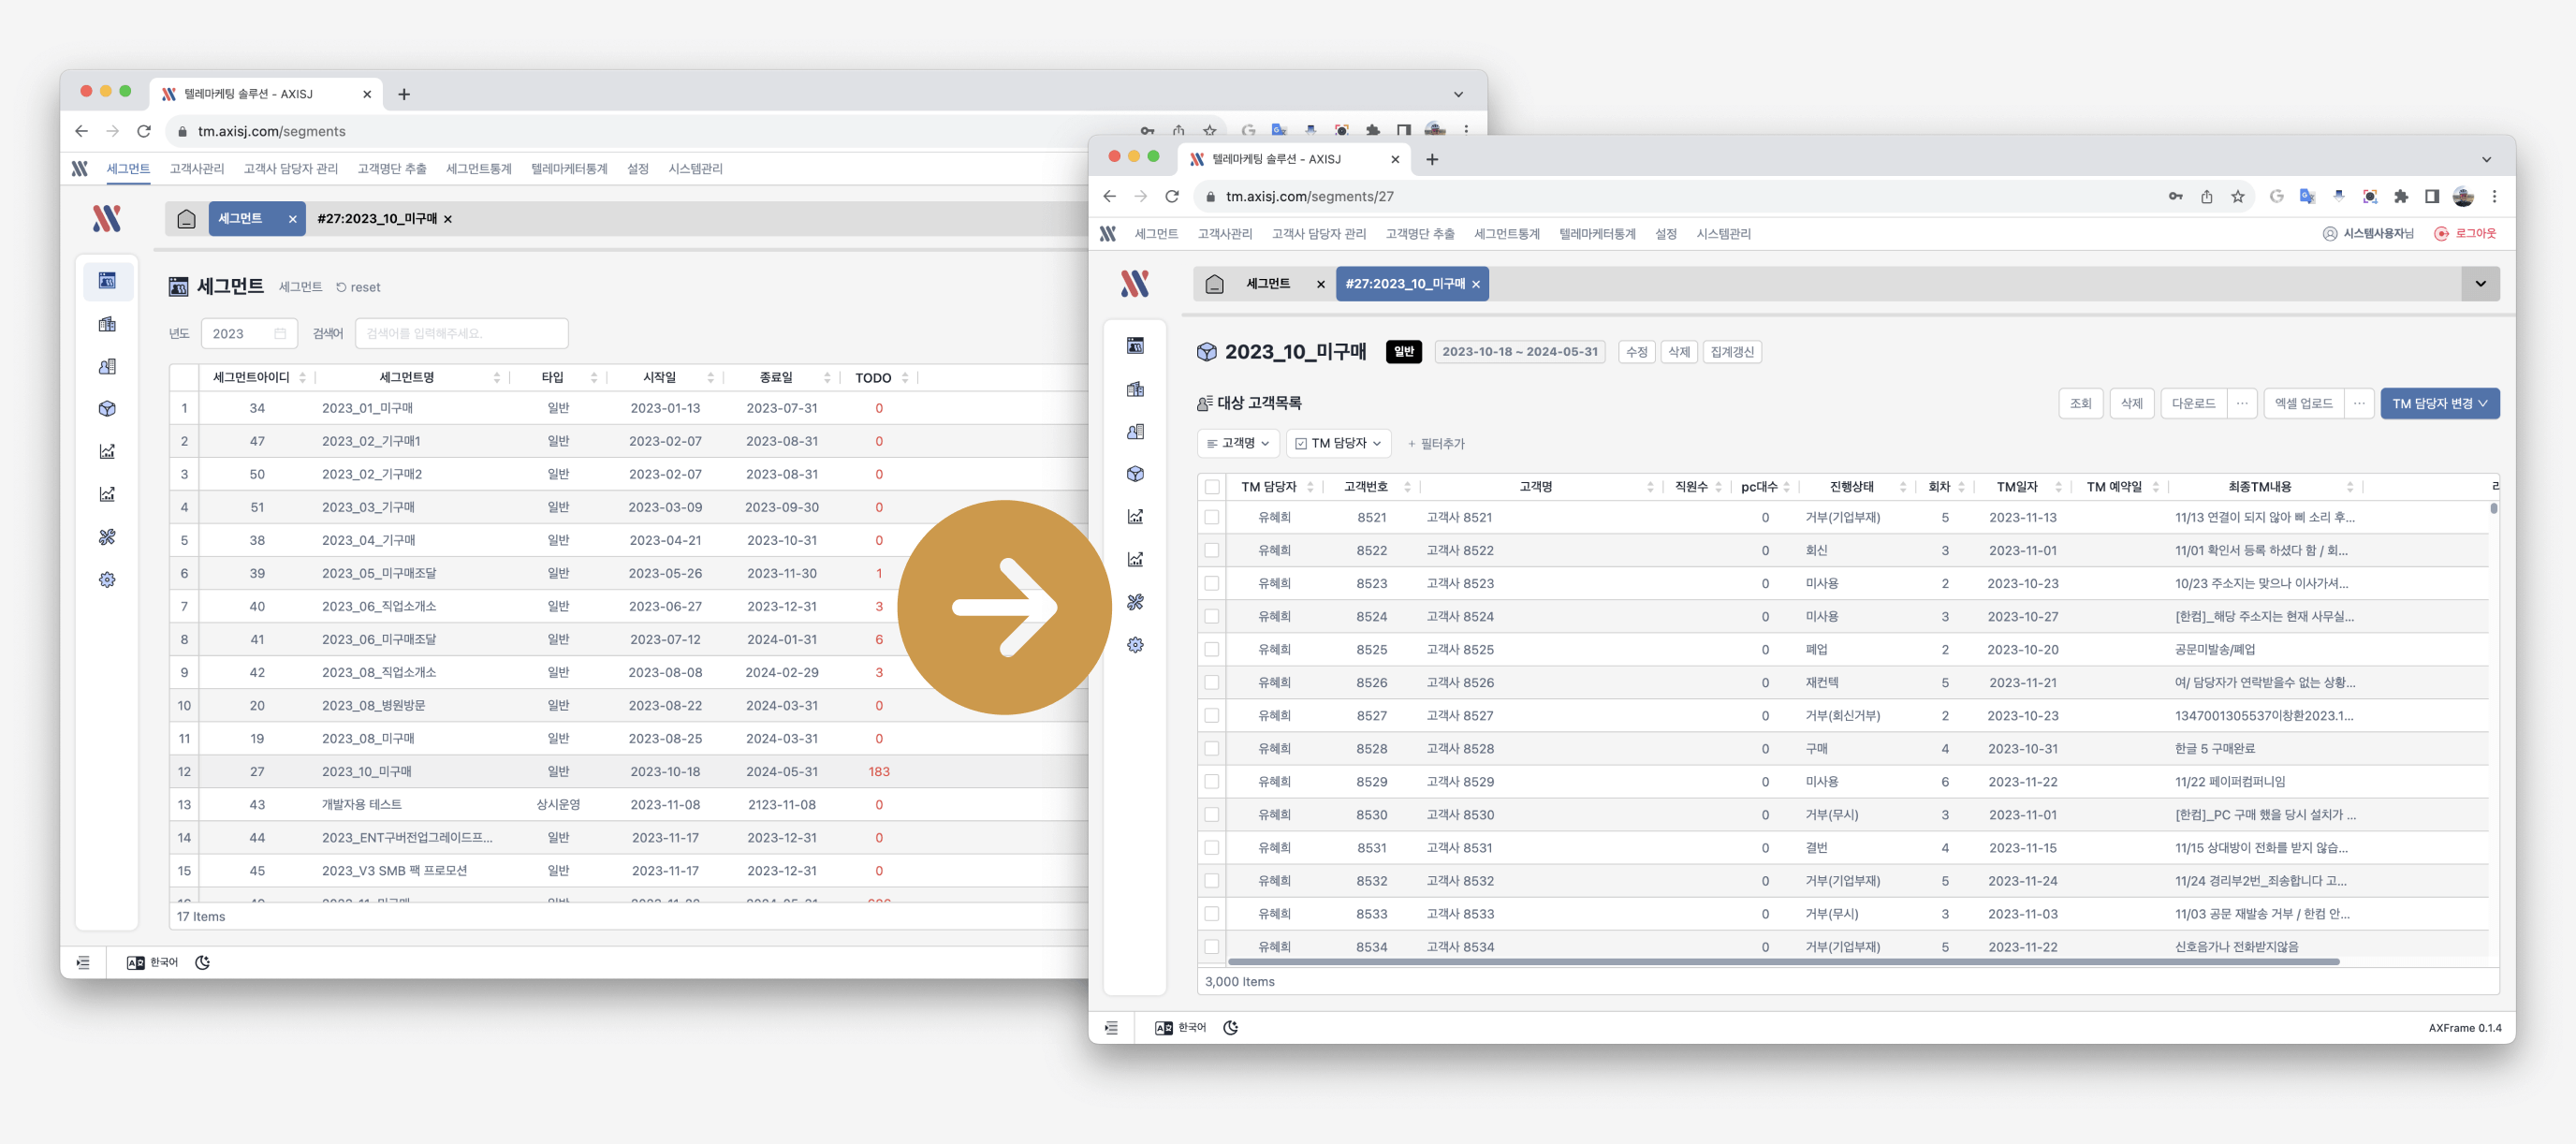 텔레마케팅 솔루션 - AXISJ
tm.axisj.com/segments
세그먼트 고객사관리 고객사 담당자 관리 고객명단 추출 세그먼트통계 텔레마케터통계 설정 시스템관리
세그먼트 #27:2023_10_미구매
세그먼트 세그먼트 reset
년도 2023 검색어 검색어를 입력해주세요.
세그먼트아이디 세그먼트명 타입 시작일 종료일 TODO
1 34 2023_01_미구매 일반 2023-01-13 2023-07-31 0
2 47 2023_02_기구매1 일반 2023-02-07 2023-08-31 0
3 50 2023_02_기구매2 일반 2023-02-07 2023-08-31 0
4 51 2023_03_기구매 일반 2023-03-09 2023-09-30 0
5 38 2023_04_기구매 일반 2023-04-21 2023-10-31 0
6 39 2023_05_미구매조달 일반 2023-05-26 2023-11-30 1
7 40 2023_06_직업소개소 일반 2023-06-27 2023-12-31 3
8 41 2023_06_미구매조달 일반 2023-07-12 2024-01-31 6
9 42 2023_08_직업소개소 일반 2023-08-08 2024-02-29 3
10 20 2023_08_병원방문 일반 2023-08-22 2024-03-31 0
11 19 2023_08_미구매 일반 2023-08-25 2024-03-31 0
12 27 2023_10_미구매 일반 2023-10-18 2024-05-31 183
13 43 개발자용 테스트 상시운영 2023-11-08 2123-11-08 0
14 44 2023_ENT구버전업그레이드프... 일반 2023-11-17 2023-12-31 0
15 45 2023_V3 SMB 팩 프로모션 일반 2023-11-17 2023-12-31 0
17 Items
한국어
텔레마케팅 솔루션 - AXISJ
tm.axisj.com/segments/27
세그먼트 고객사관리 고객사 담당자 관리 고객명단 추출 세그먼트통계 텔레마케터통계 설정 시스템관리 시스템사용자님 로그아웃
세그먼트 #27:2023_10_미구매
2023_10_미구매 일반 2023-10-18 ~ 2024-05-31 수정 삭제 집계갱신
대상 고객목록 조회 삭제 다운로드 ... 엑셀 업로드 ... TM 담당자 변경
고객명 TM 담당자 + 필터추가
TM 담당자 고객번호 고객명 직원수 pc대수 진행상태 회차 TM일자 TM 예약일 최종TM내용
유혜희 8521 고객사 8521 0 거부(기업부재) 5 2023-11-13 11/13 연결이 되지 않아 삐 소리 후...
유혜희 8522 고객사 8522 0 회신 3 2023-11-01 11/01 확인서 등록 하셨다 함 / 회...
유혜희 8523 고객사 8523 0 미사용 2 2023-10-23 10/23 주소지는 맞으나 이사가셔...
유혜희 8524 고객사 8524 0 미사용 3 2023-10-27 [한컴]_해당 주소지는 현재 사무실...
유혜희 8525 고객사 8525 0 폐업 2 2023-10-20 공문미발송/폐업
유혜희 8526 고객사 8526 0 재컨텍 5 2023-11-21 여/ 담당자가 연락받을수 없는 상황...
유혜희 8527 고객사 8527 0 거부(회신거부) 2 2023-10-23 1347001305537이창환2023.1...
유혜희 8528 고객사 8528 0 구매 4 2023-10-31 한글 5 구매완료
유혜희 8529 고객사 8529 0 미사용 6 2023-11-22 11/22 페이퍼컴퍼니임
유혜희 8530 고객사 8530 0 거부(무시) 3 2023-11-01 [한컴]_PC 구매 했을 당시 설치가 ...
유혜희 8531 고객사 8531 0 결번 4 2023-11-15 11/15 상대방이 전화를 받지 않습...
유혜희 8532 고객사 8532 0 거부(기업부재) 5 2023-11-24 11/24 경리부2번_죄송합니다 고...
유혜희 8533 고객사 8533 0 거부(무시) 3 2023-11-03 11/03 공문 재발송 거부 / 한컴 안...
유혜희 8534 고객사 8534 0 거부(기업부재) 5 2023-11-22 신호음가나 전화받지않음
3,000 Items
한국어 AXFrame 0.1.4